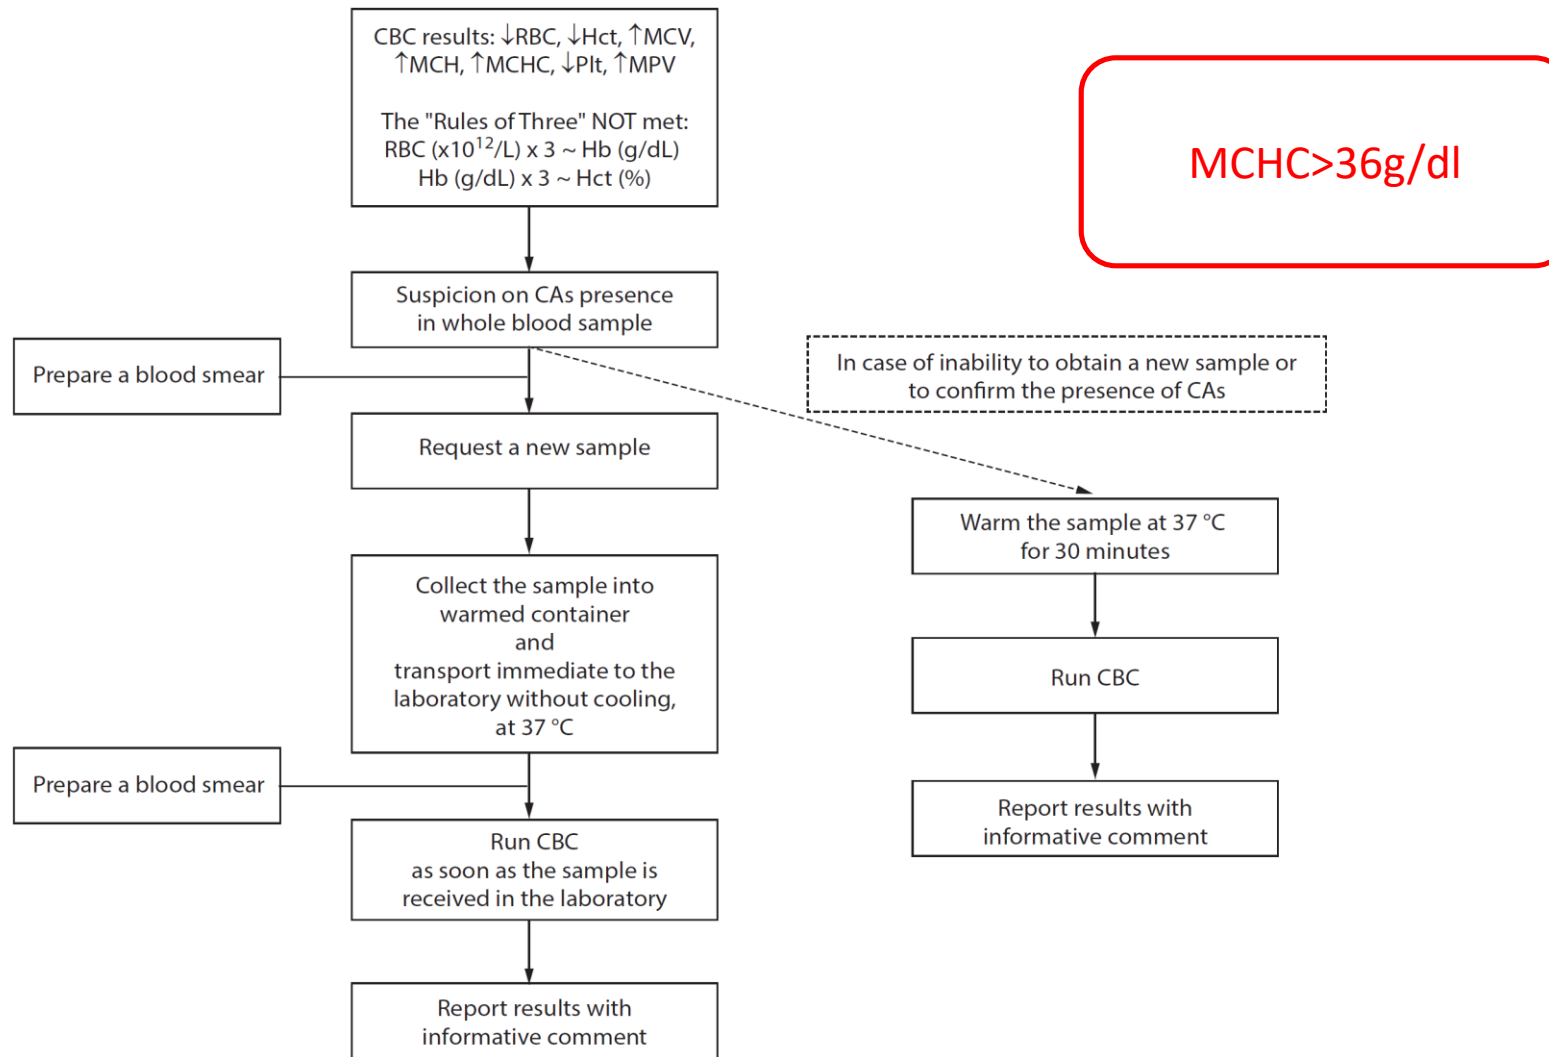 CBC results: ↓RBC, ↓Hct, ↑MCV,
↑MCH, ↑MCHC, ↓Plt, ↑MPV
The "Rules of Three" NOT met:
RBC (x10¹²/L) x 3 ~ Hb (g/dL)
Hb (g/dL) x 3 ~ Hct (%)
MCHC>36g/dl
Suspicion on CAs presence
in whole blood sample
Prepare a blood smear
In case of inability to obtain a new sample or
to confirm the presence of CAs
Request a new sample
Warm the sample at 37 °C
for 30 minutes
Collect the sample into
warmed container
and
transport immediate to the
laboratory without cooling,
at 37 °C
Run CBC
Prepare a blood smear
Report results with
informative comment
Run CBC
as soon as the sample is
received in the laboratory
Report results with
informative comment